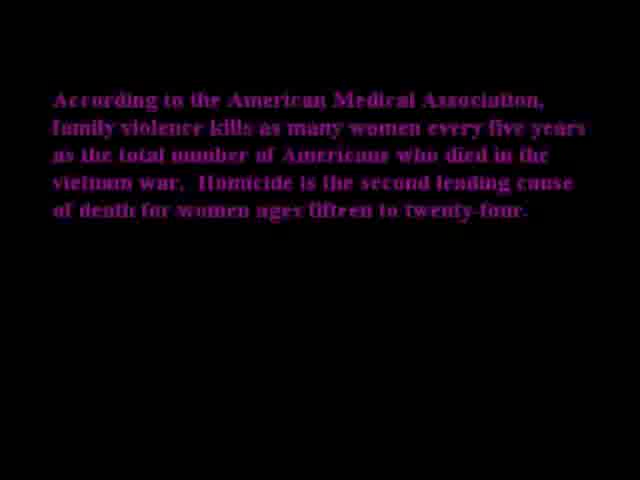 According to the American Medical Association,
family violence kills as many women every five years
as the total number of Americans who died in the
vietnam war.  Homicide is the second leading cause
of death for women ages fifteen to twenty-four.